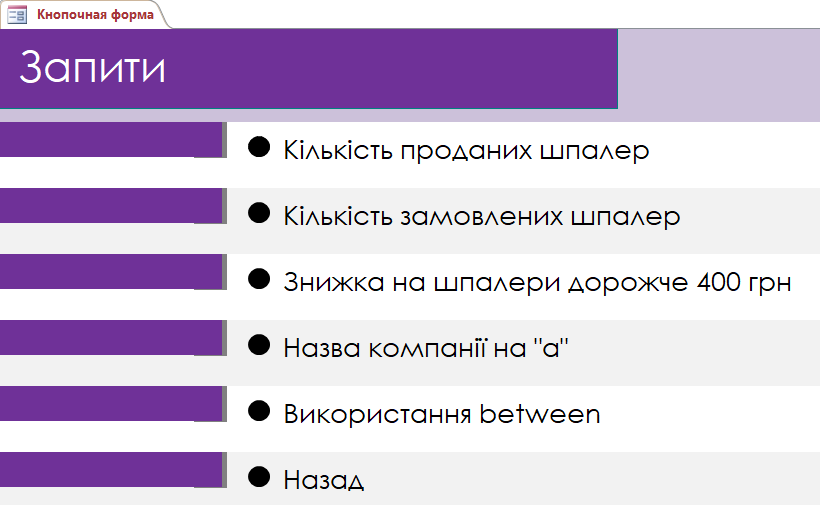 Кнопочная форма
Запити
Кількість проданих шпалер
Кількість замовлених шпалер
Знижка на шпалери дорожче 400 грн
Назва компанії на "а"
Використання between
Назад